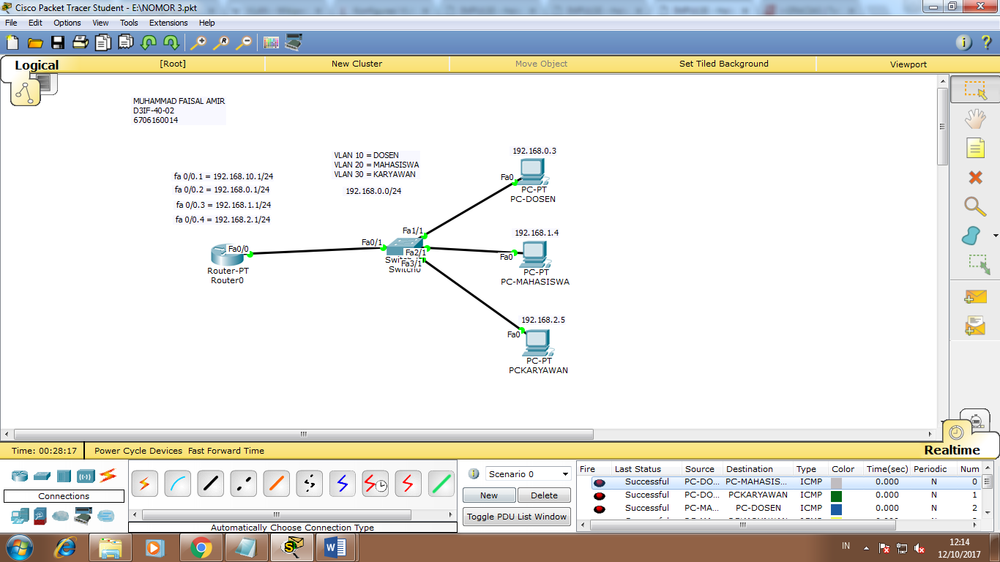 Cisco Packet Tracer Student - E:\NOMOR 3.pkt
File Edit Options View Tools Extensions Help
Logical [Root] New Cluster Move Object Set Tiled Background Viewport
MUHAMMAD FAISAL AMIR
D3IF-40-02
6706160014
VLAN 10 = DOSEN
VLAN 20 = MAHASISWA
VLAN 30 = KARYAWAN
192.168.0.0/24
fa 0/0.1 = 192.168.10.1/24
fa 0/0.2 = 192.168.0.1/24
fa 0/0.3 = 192.168.1.1/24
fa 0/0.4 = 192.168.2.1/24
192.168.0.3
Fa0
PC-PT
PC-DOSEN
Fa0/0
Router-PT
Router0
Fa0/1
Fa1/1
Fa2/1
Fa3/1
Switch0
192.168.1.4
Fa0
PC-PT
PC-MAHASISWA
192.168.2.5
Fa0
PC-PT
PCKARYAWAN
Time: 00:28:17 Power Cycle Devices Fast Forward Time Realtime
Connections
Automatically Choose Connection Type
Scenario 0
New Delete
Toggle PDU List Window
Fire Last Status Source Destination Type Color Time(sec) Periodic Num
Successful PC-DO... PC-MAHASIS... ICMP 0.000 N 0
Successful PC-DO... PCKARYAWAN ICMP 0.000 N 1
Successful PC-MA... PC-DOSEN ICMP 0.000 N 2
IN
12:14
12/10/2017